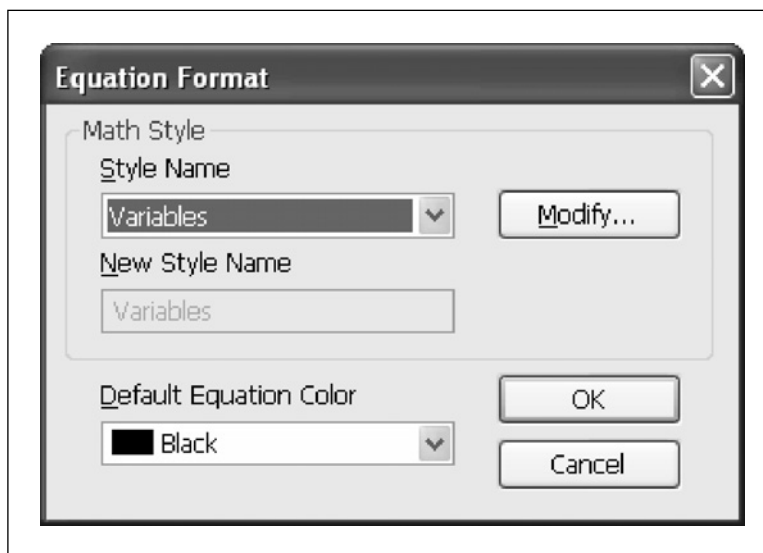 Equation Format
Math Style
Style Name
Variables
Modify...
New Style Name
Variables
Default Equation Color
Black
OK
Cancel